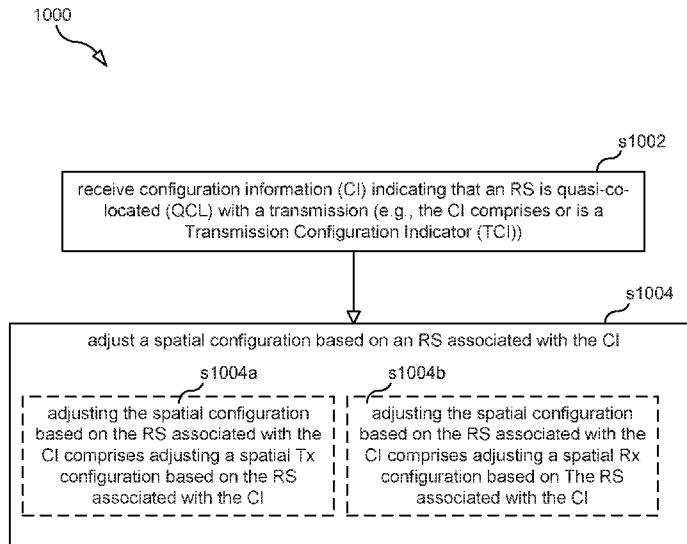 1000
s1002
receive configuration information (CI) indicating that an RS is quasi-co-
located (QCL) with a transmission (e.g., the CI comprises or is a
Transmission Configuration Indicator (TCI))
s1004
adjust a spatial configuration based on an RS associated with the CI
s1004a
adjusting the spatial configuration
based on the RS associated with the
CI comprises adjusting a spatial Tx
configuration based on the RS
associated with the CI
s1004b
adjusting the spatial configuration
based on the RS associated with the
CI comprises adjusting a spatial Rx
configuration based on The RS
associated with the CI